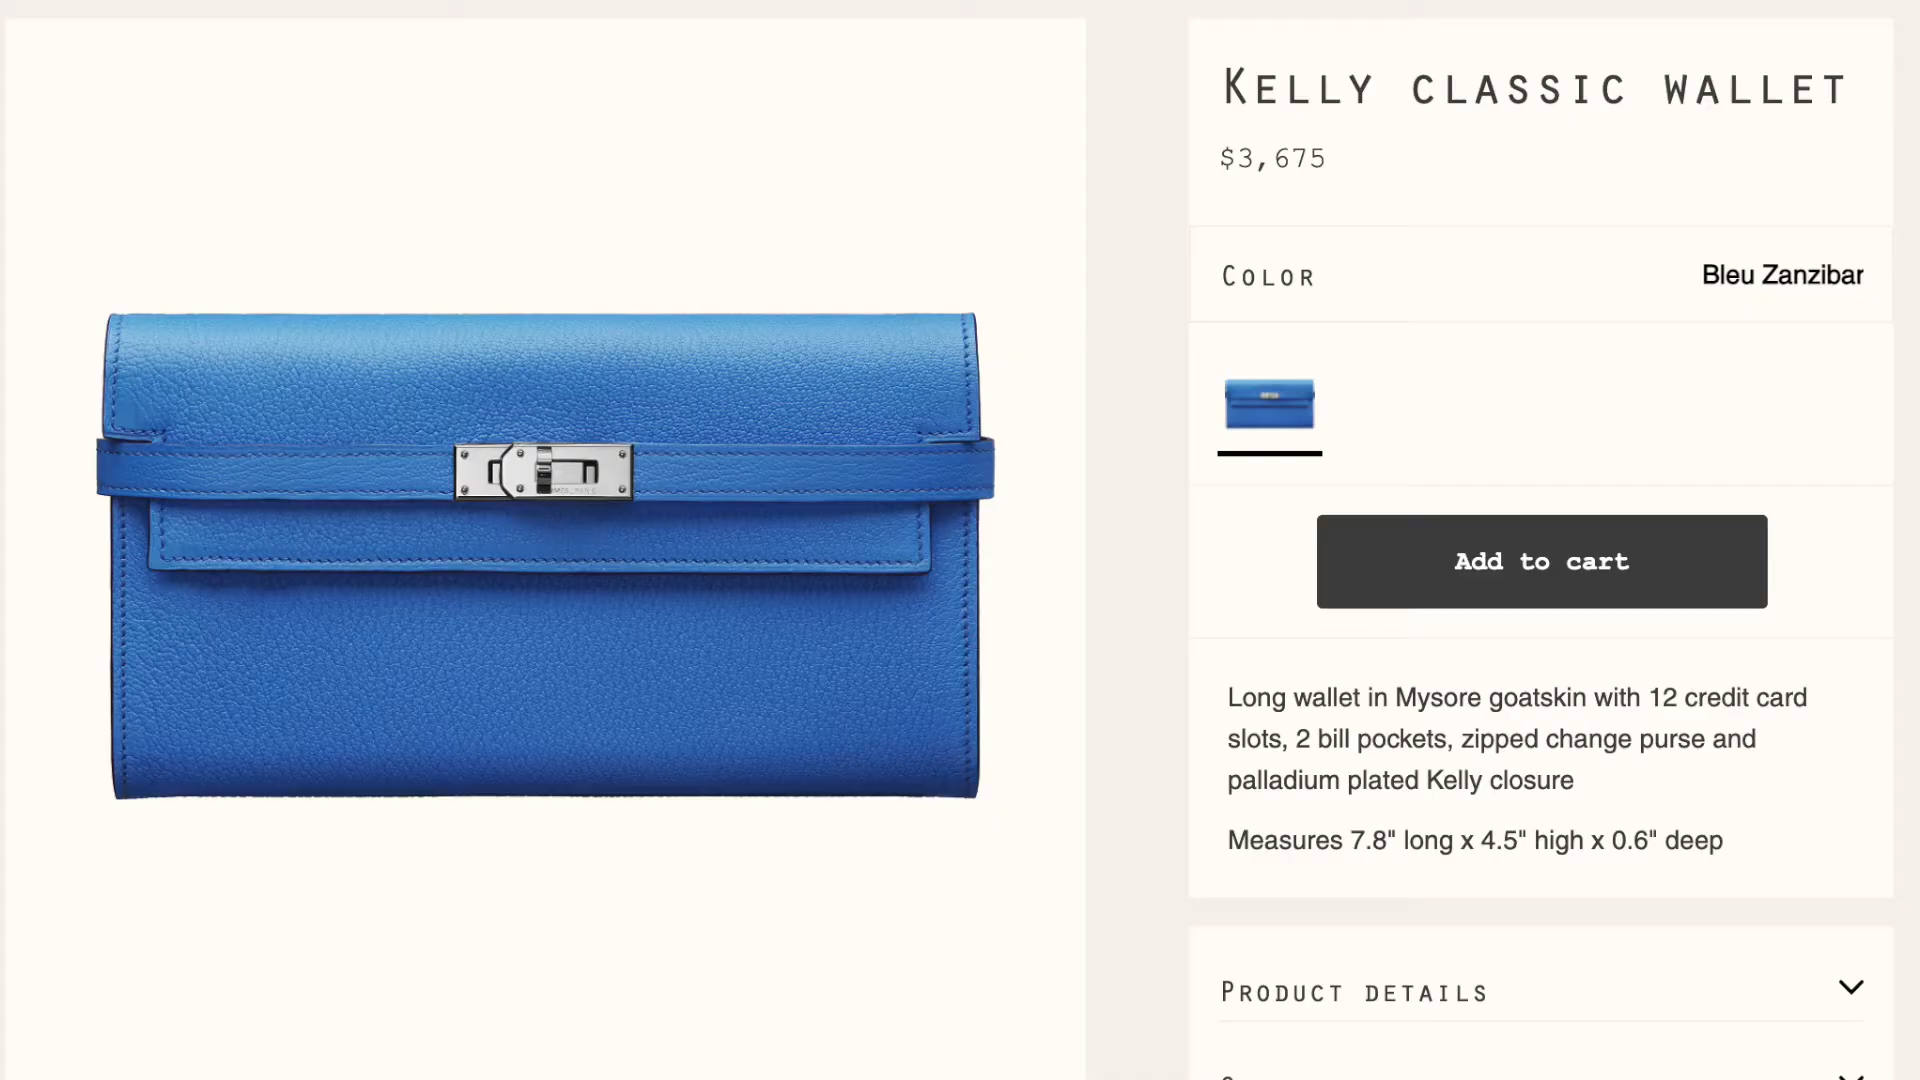 Kelly classic wallet
$3,675
Color
Bleu Zanzibar
Add to cart
Long wallet in Mysore goatskin with 12 credit card
slots, 2 bill pockets, zipped change purse and
palladium plated Kelly closure
Measures 7.8" long x 4.5" high x 0.6" deep
Product details